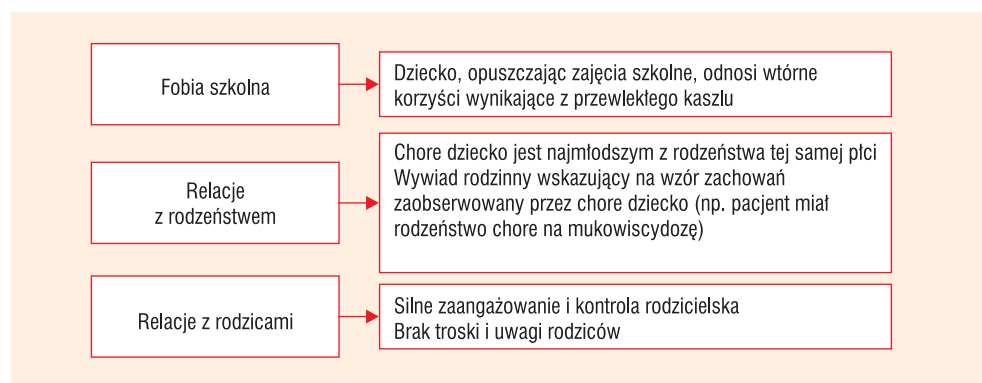 Fobia szkolna
Dziecko, opuszczając zajęcia szkolne, odnosi wtórne
korzyści wynikające z przewlekłego kaszlu
Relacje
z rodzeństwem
Chore dziecko jest najmłodszym z rodzeństwa tej samej płci
Wywiad rodzinny wskazujący na wzór zachowań
zaobserwowany przez chore dziecko (np. pacjent miał
rodzeństwo chore na mukowiscydozę)
Relacje z rodzicami
Silne zaangażowanie i kontrola rodzicielska
Brak troski i uwagi rodziców